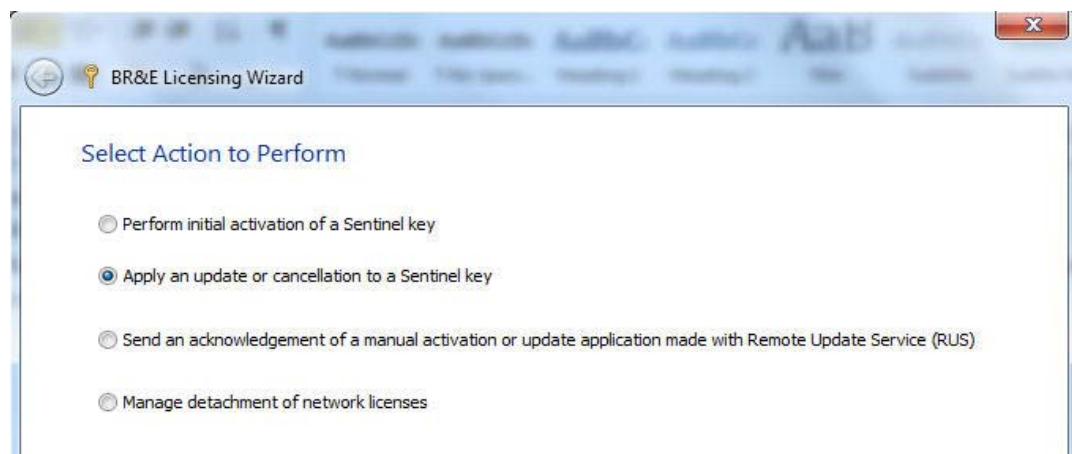 BR&E Licensing Wizard
Select Action to Perform
Perform initial activation of a Sentinel key
Apply an update or cancellation to a Sentinel key
Send an acknowledgement of a manual activation or update application made with Remote Update Service (RUS)
Manage detachment of network licenses